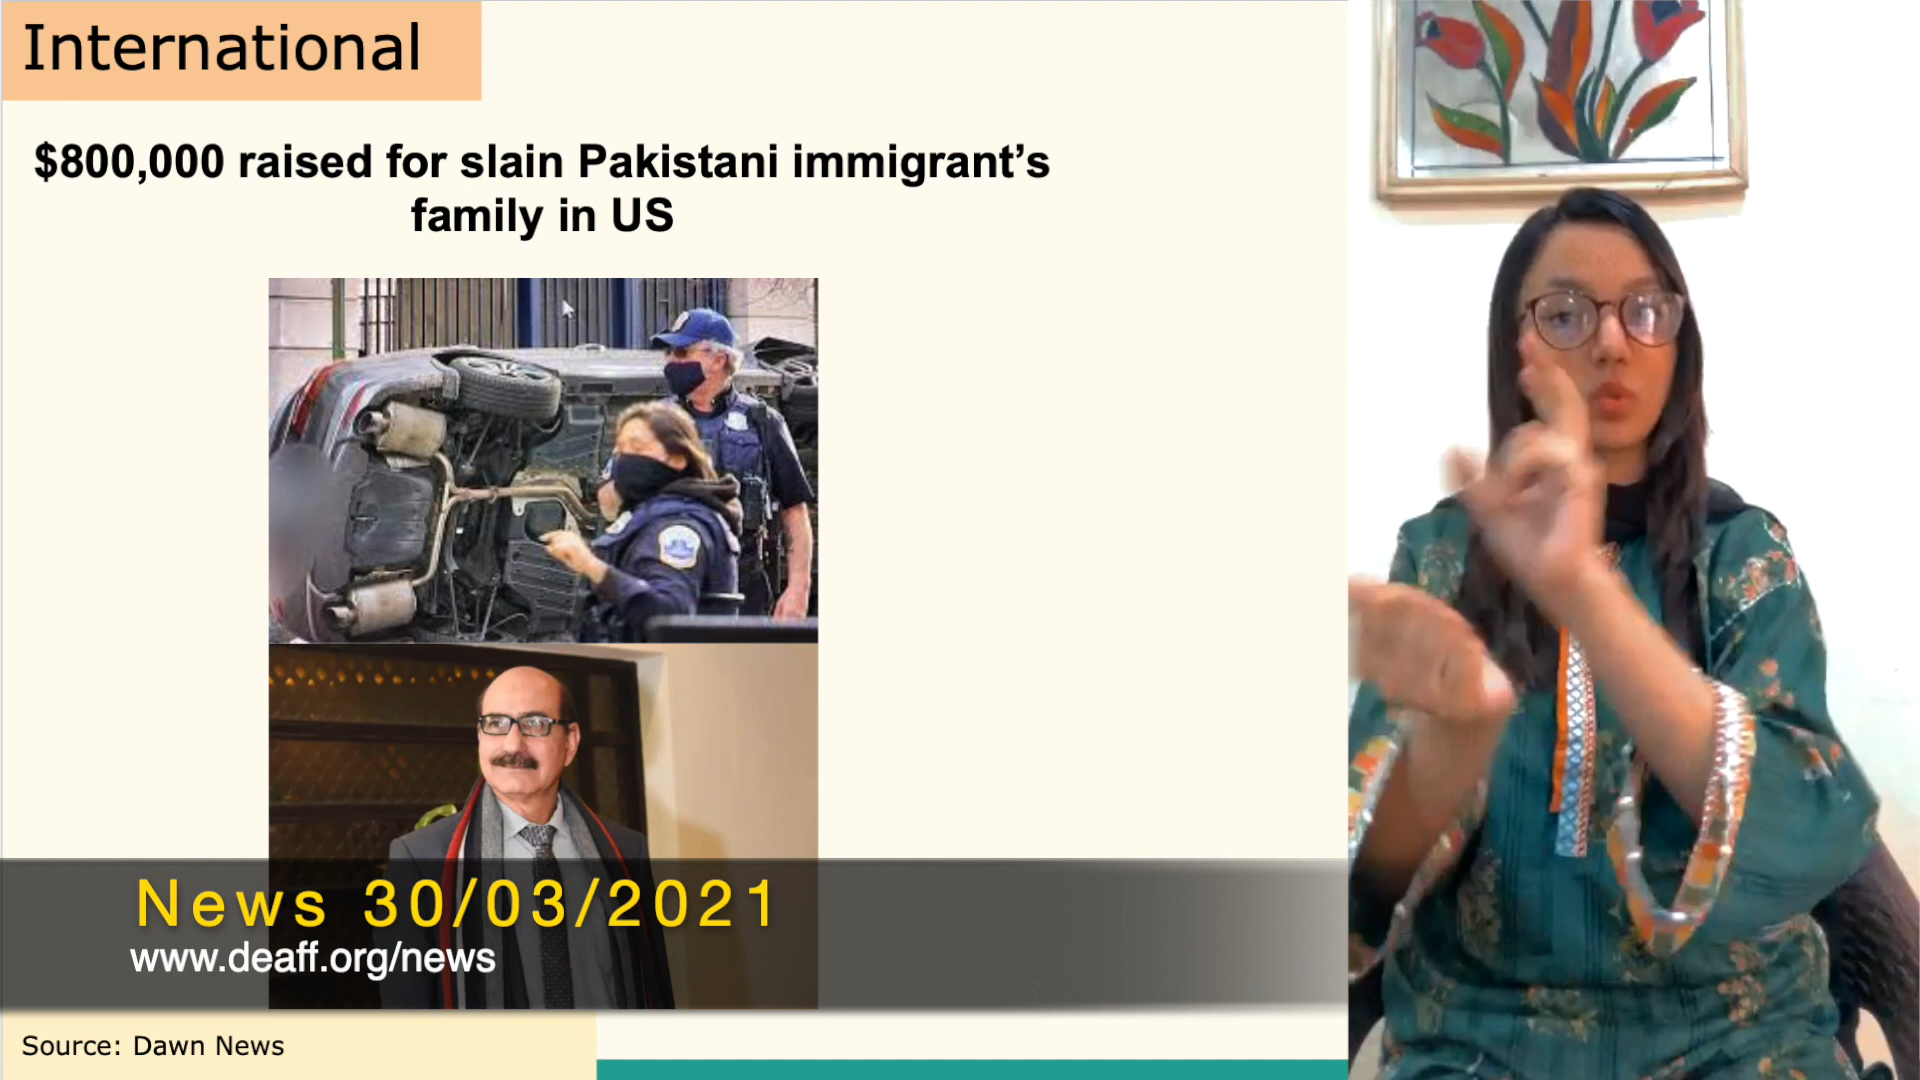 International
$800,000 raised for slain Pakistani immigrant’s
family in US
News 30/03/2021
www.deaff.org/news
Source: Dawn News